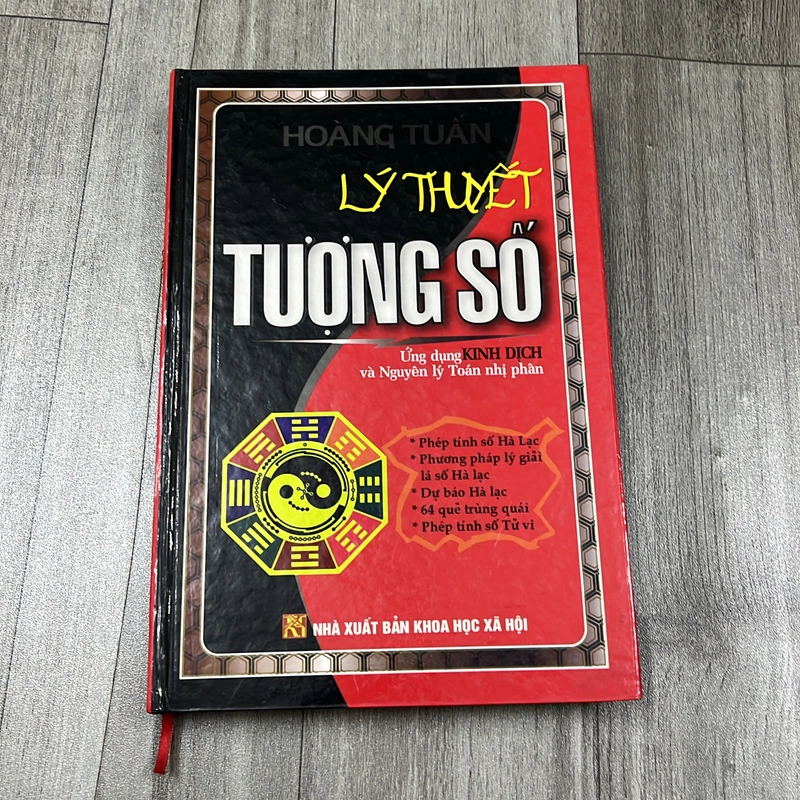 HOÀNG TUẤN
LÝ THUYẾT
TƯỢNG SỐ
Ứng dụng KINH DỊCH
và Nguyên lý Toán nhị phân
* Phép tính số Hà Lạc
* Phương pháp lý giải
lá số Hà lạc
* Dự báo Hà lạc
* 64 quẻ trùng quái
* Phép tính số Tử vi
NHÀ XUẤT BẢN KHOA HỌC XÃ HỘI